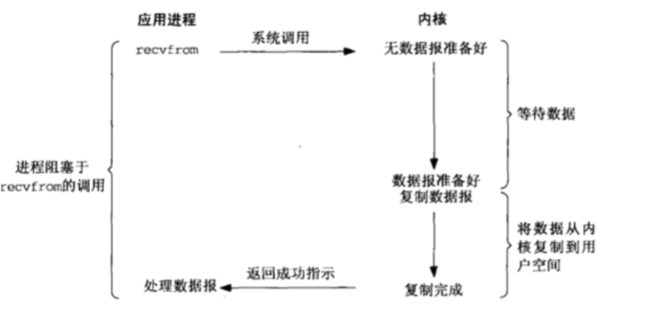 应用进程
内核
recvfrom
系统调用
无数据报准备好
等待数据
进程阻塞于
recvfrom的调用
数据报准备好
复制数据报
将数据从内
核复制到用
户空间
处理数据报
返回成功指示
复制完成